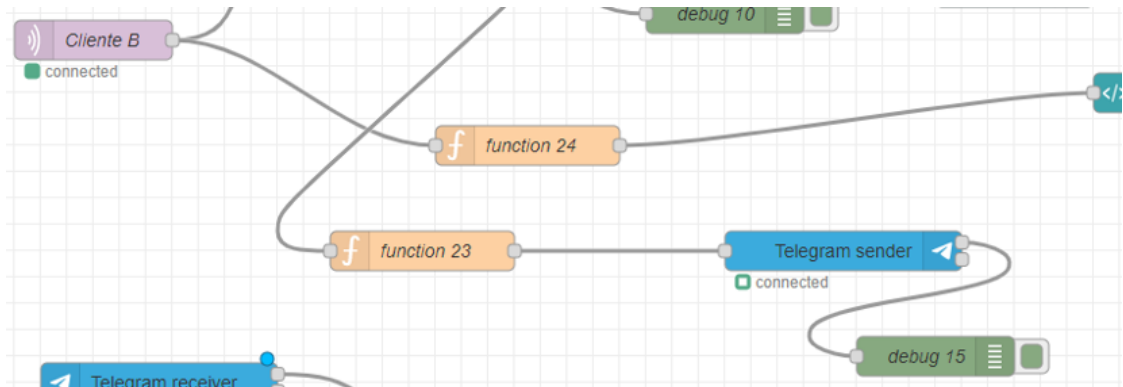 debug 10
Cliente B
connected
</>
function 24
function 23
Telegram sender
connected
debug 15
Telegram receiver